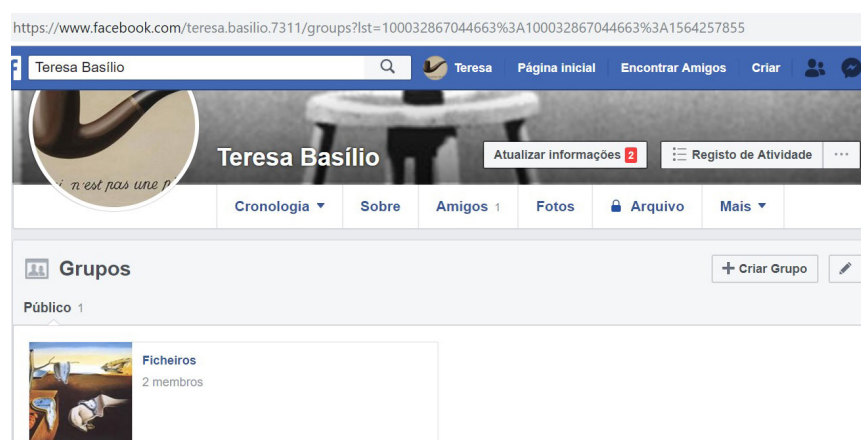 https://www.facebook.com/teresa.basilio.7311/groups?lst=100032867044663%3A100032867044663%3A1564257855
Teresa Basílio
Teresa Página inicial Encontrar Amigos Criar
n'est pas une
Teresa Basílio
Atualizar informações 2
Registo de Atividade
Cronologia Sobre Amigos 1 Fotos Arquivo Mais
Grupos
+ Criar Grupo
Público 1
Ficheiros
2 membros